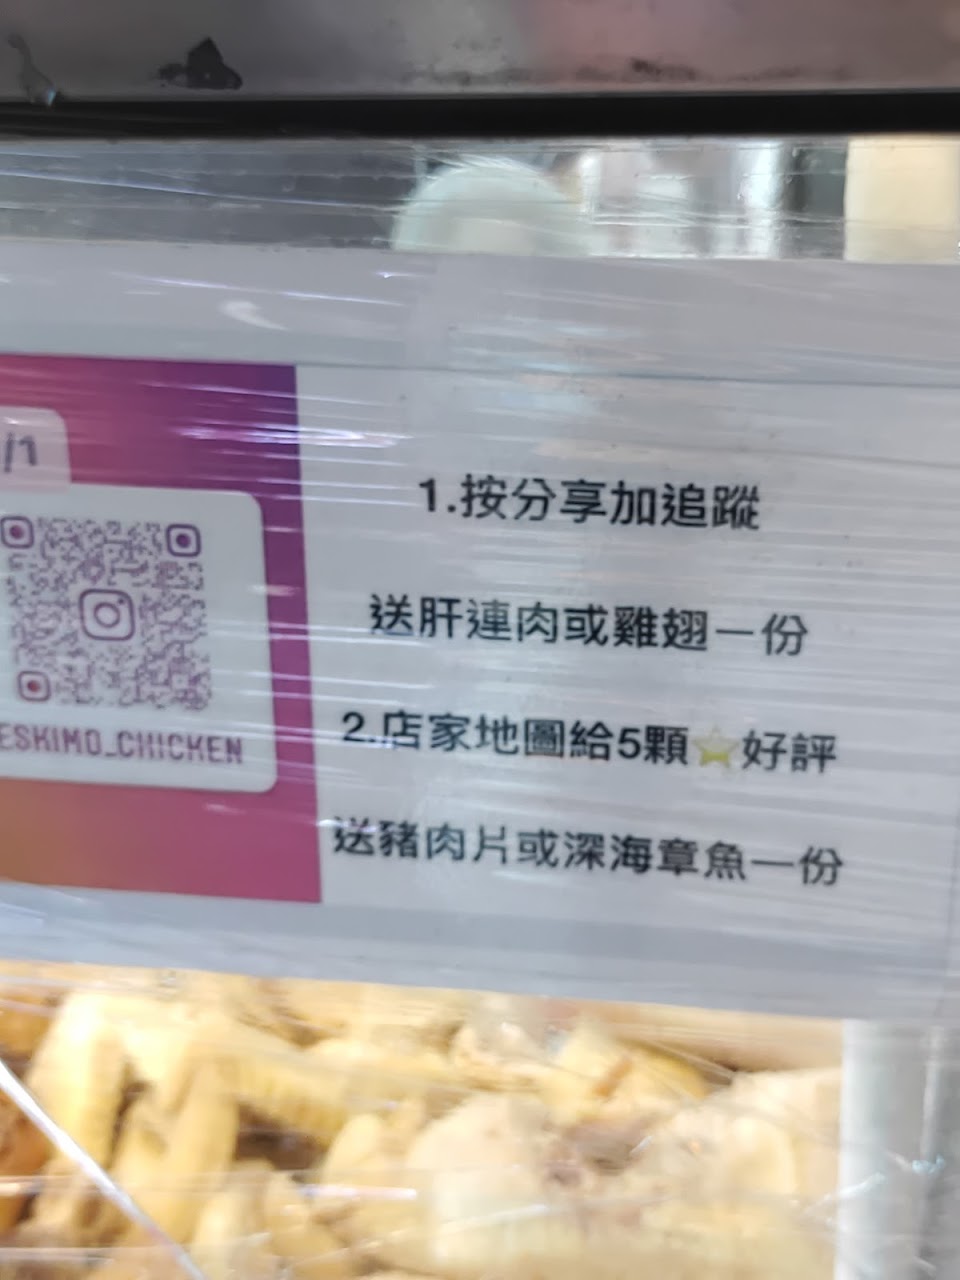 /1
ESKIMO_CHICKEN
1.按分享加追蹤
送肝連肉或雞翅一份
2.店家地圖給5顆⭐好評
送豬肉片或深海章魚一份